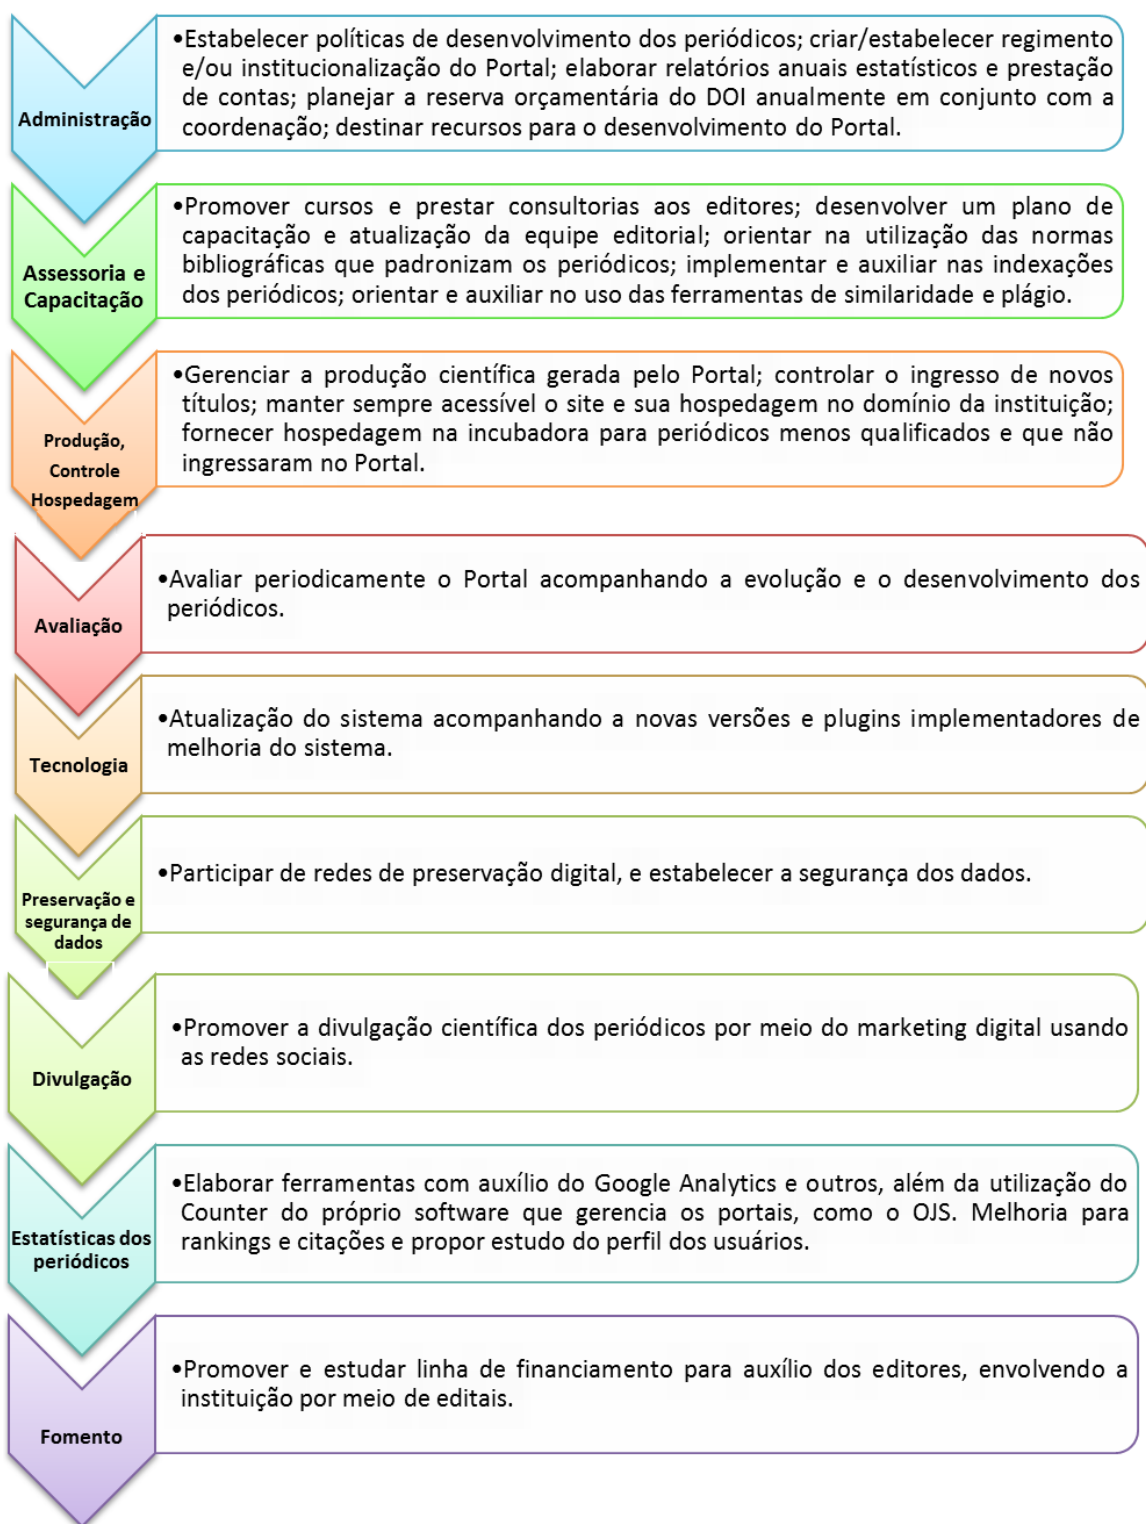 Administração
•Estabelecer políticas de desenvolvimento dos periódicos; criar/estabelecer regimento
e/ou institucionalização do Portal; elaborar relatórios anuais estatísticos e prestação
de contas; planejar a reserva orçamentária do DOI anualmente em conjunto com a
coordenação; destinar recursos para o desenvolvimento do Portal.
Assessoria e
Capacitação
•Promover cursos e prestar consultorias aos editores; desenvolver um plano de
capacitação e atualização da equipe editorial; orientar na utilização das normas
bibliográficas que padronizam os periódicos; implementar e auxiliar nas indexações
dos periódicos; orientar e auxiliar no uso das ferramentas de similaridade e plágio.
Produção,
Controle
Hospedagem
•Gerenciar a produção científica gerada pelo Portal; controlar o ingresso de novos
títulos; manter sempre acessível o site e sua hospedagem no domínio da instituição;
fornecer hospedagem na incubadora para periódicos menos qualificados e que não
ingressaram no Portal.
Avaliação
•Avaliar periodicamente o Portal acompanhando a evolução e o desenvolvimento dos
periódicos.
Tecnologia
•Atualização do sistema acompanhando a novas versões e plugins implementadores de
melhoria do sistema.
Preservação e
segurança de
dados
•Participar de redes de preservação digital, e estabelecer a segurança dos dados.
Divulgação
•Promover a divulgação científica dos periódicos por meio do marketing digital usando
as redes sociais.
Estatísticas dos
periódicos
•Elaborar ferramentas com auxílio do Google Analytics e outros, além da utilização do
Counter do próprio software que gerencia os portais, como o OJS. Melhoria para
rankings e citações e propor estudo do perfil dos usuários.
Fomento
•Promover e estudar linha de financiamento para auxílio dos editores, envolvendo a
instituição por meio de editais.